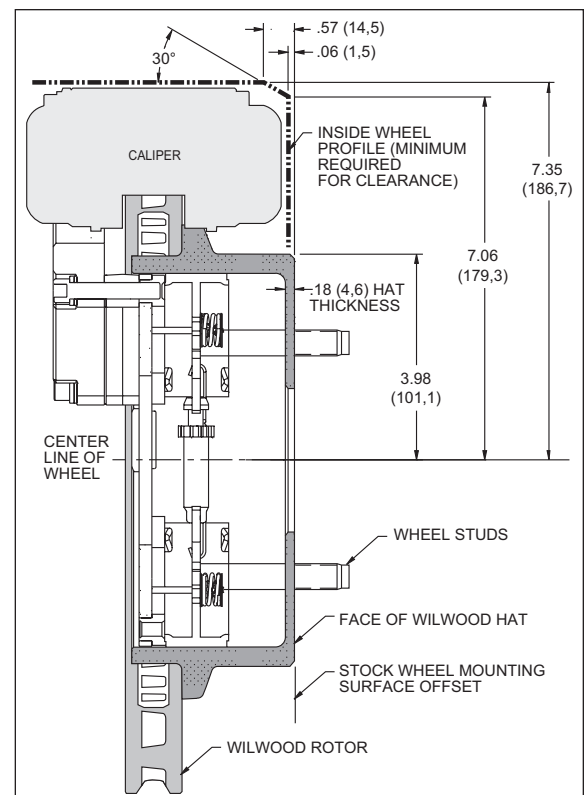 .57 (14,5)
.06 (1,5)
30°
CALIPER
INSIDE WHEEL
PROFILE (MINIMUM
REQUIRED
FOR CLEARANCE)
7.35
(186,7)
7.06
(179,3)
.18 (4,6) HAT
THICKNESS
3.98
(101,1)
CENTER
LINE OF
WHEEL
WHEEL STUDS
FACE OF WILWOOD HAT
STOCK WHEEL MOUNTING
SURFACE OFFSET
WILWOOD ROTOR